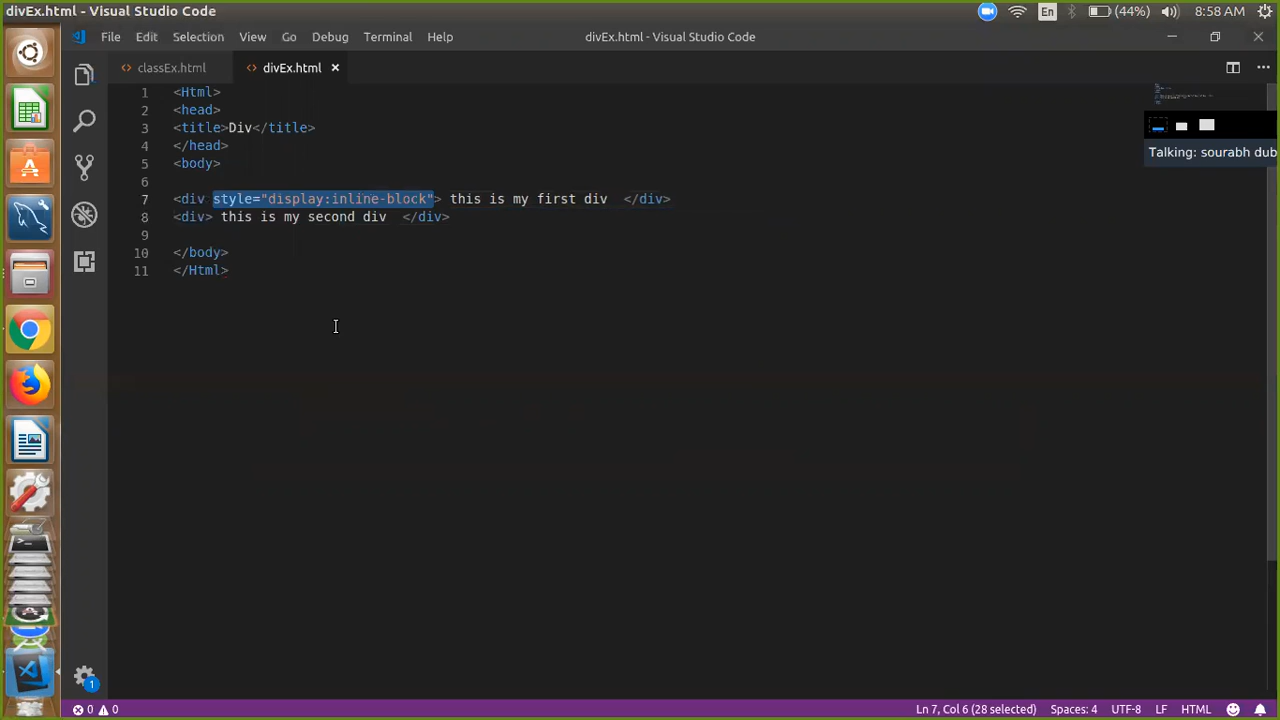 divEx.html - Visual Studio Code
En
(44%)
8:58 AM
File Edit Selection View Go Debug Terminal Help
divEx.html - Visual Studio Code
classEx.html
divEx.html
1 <Html>
2 <head>
3 <title>Div</title>
4 </head>
5 <body>
6
7 <div style="display:inline-block"> this is my first div  </div>
8 <div> this is my second div  </div>
9
10 </body>
11 </Html>
Talking: sourabh dub
1
0 0
Ln 7, Col 6 (28 selected) Spaces: 4 UTF-8 LF HTML